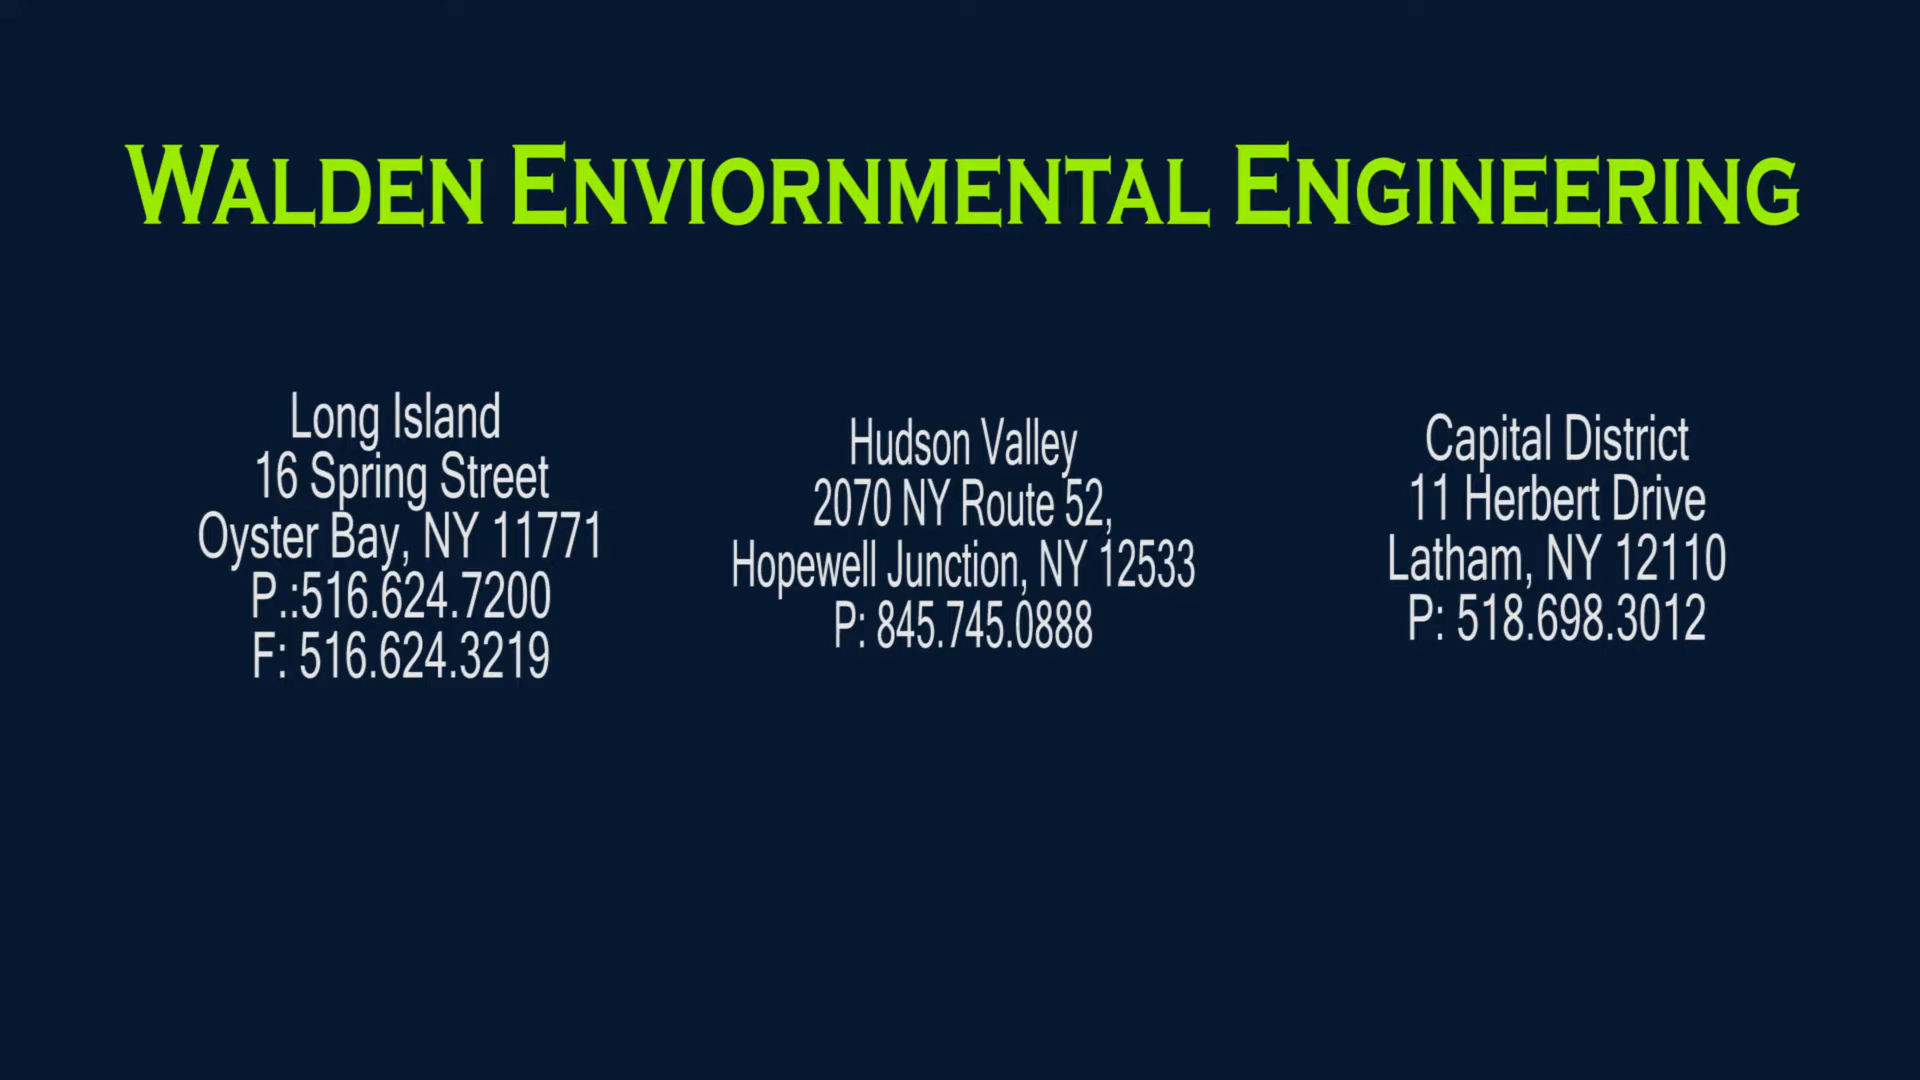 WALDEN ENVIORNMENTAL ENGINEERING
Long Island
16 Spring Street
Oyster Bay, NY 11771
P.:516.624.7200
F: 516.624.3219
Hudson Valley
2070 NY Route 52,
Hopewell Junction, NY 12533
P: 845.745.0888
Capital District
11 Herbert Drive
Latham, NY 12110
P: 518.698.3012